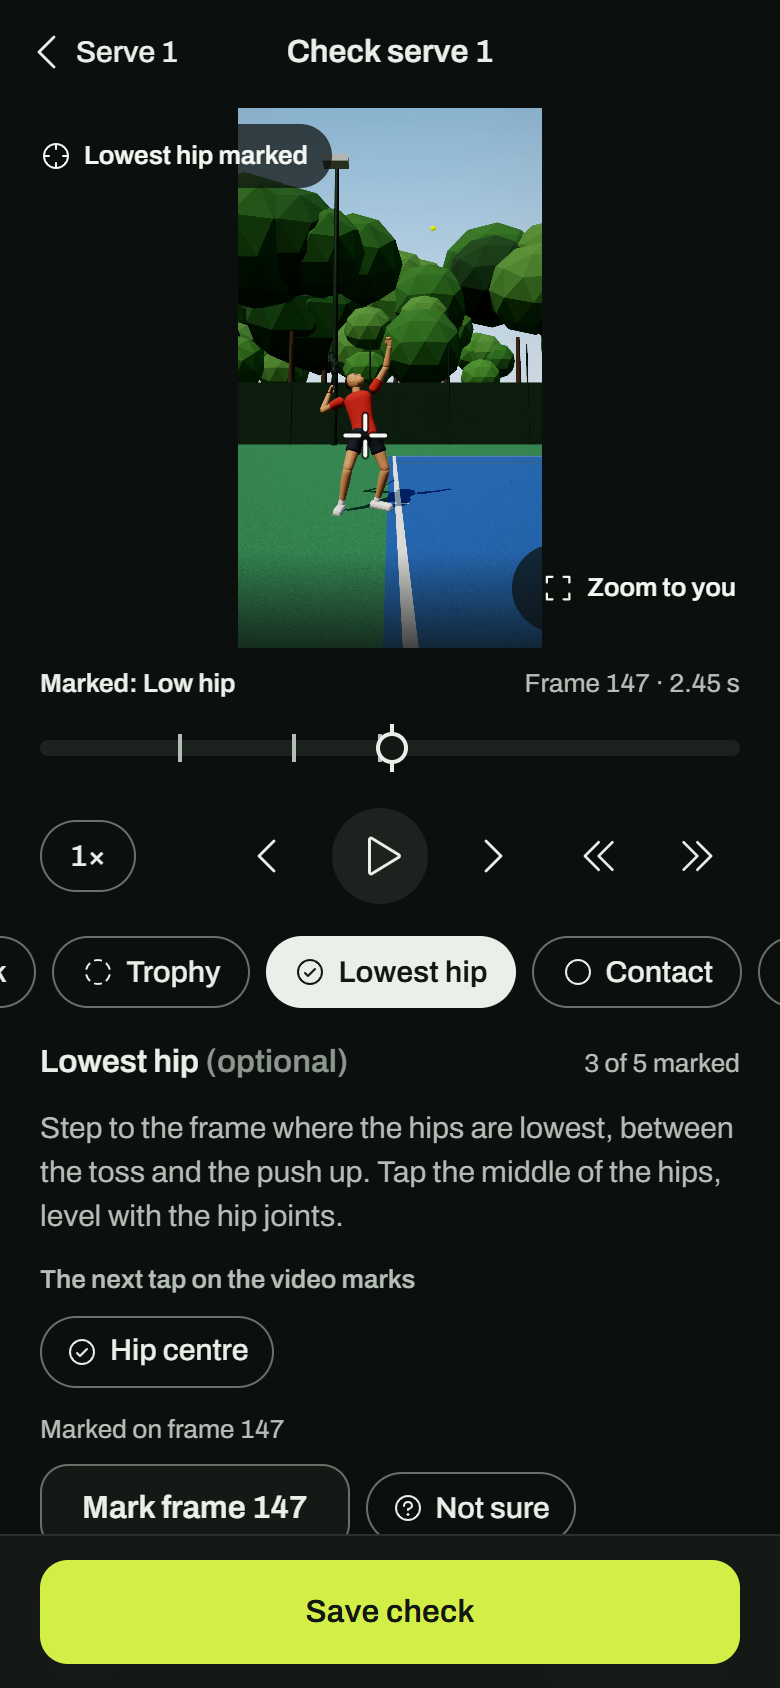 Serve 1
Check serve 1
Lowest hip marked
Zoom to you
Marked: Low hip
Frame 147 · 2.45 s
1×
Trophy
Lowest hip
Contact
Lowest hip (optional)
3 of 5 marked
Step to the frame where the hips are lowest, between
the toss and the push up. Tap the middle of the hips,
level with the hip joints.
The next tap on the video marks
Hip centre
Marked on frame 147
Mark frame 147
Not sure
Save check